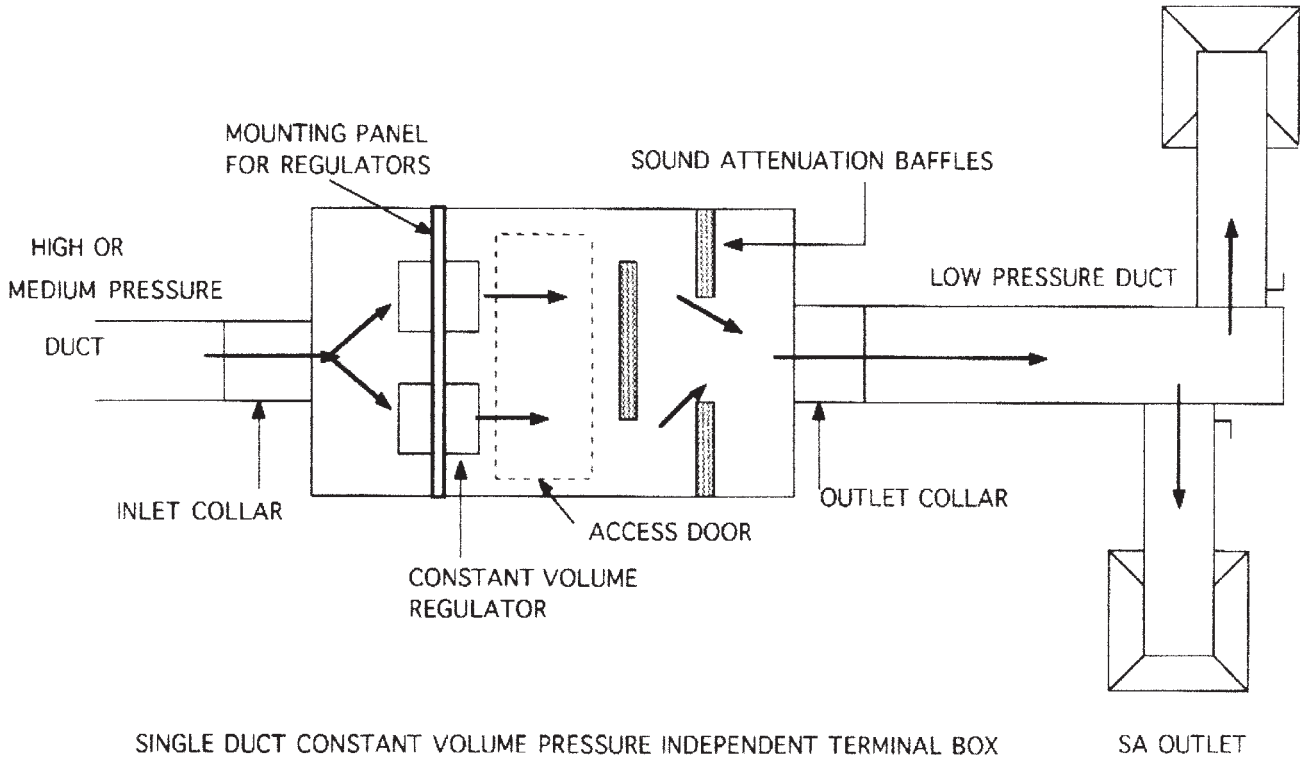 MOUNTING PANEL
FOR REGULATORS
SOUND ATTENUATION BAFFLES
HIGH OR
MEDIUM PRESSURE
DUCT
LOW PRESSURE DUCT
INLET COLLAR
OUTLET COLLAR
ACCESS DOOR
CONSTANT VOLUME
REGULATOR
SINGLE DUCT CONSTANT VOLUME PRESSURE INDEPENDENT TERMINAL BOX
SA OUTLET